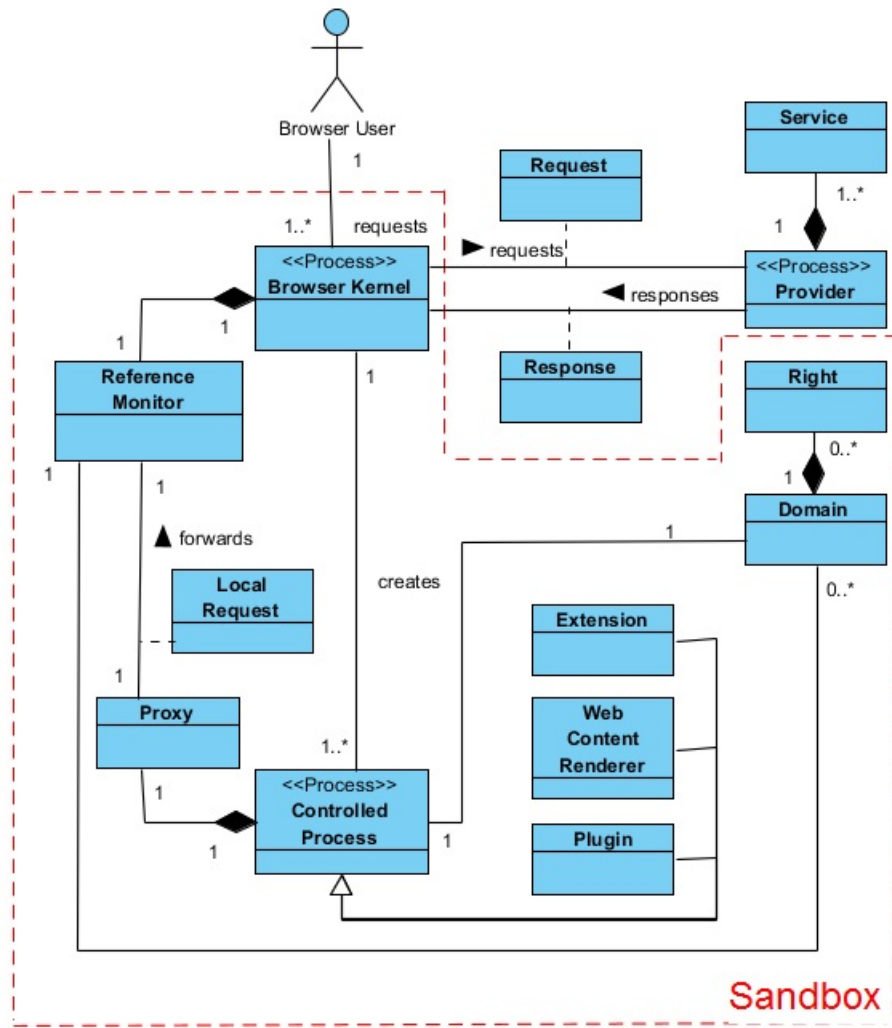 Browser User
1
1..*
requests
Request
requests
responses
Response
Service
1..*
1
<<Process>>
Provider
<<Process>>
Browser Kernel
1
1
1
Reference
Monitor
1
1
forwards
Local
Request
1
Proxy
1
creates
1..*
<<Process>>
Controlled
Process
1
1
Right
0..*
1
Domain
1
0..*
Extension
Web
Content
Renderer
Plugin
Sandbox